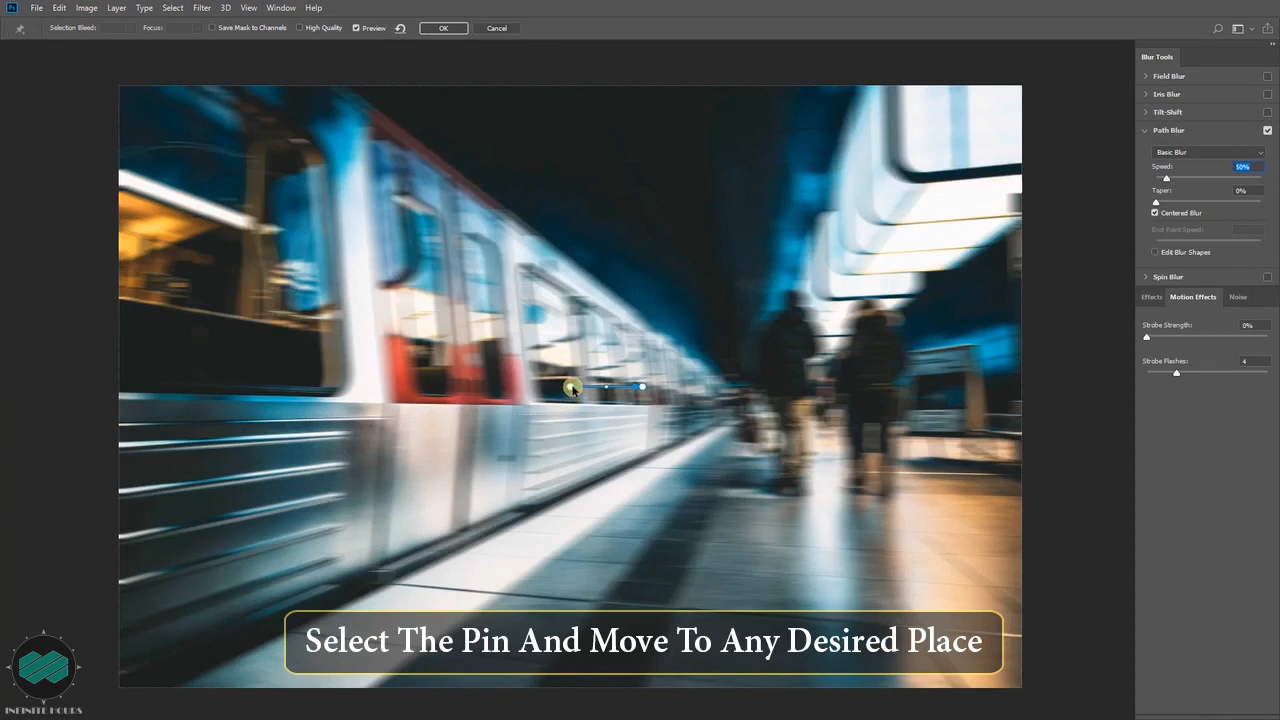 Ps File Edit Image Layer Type Select Filter 3D View Window Help
Selection Bleed: Focus: Save Mask to Channels High Quality Preview OK Cancel
Blur Tools
Field Blur
Iris Blur
Tilt-Shift
Path Blur
Basic Blur
Speed: 50%
Taper: 0%
Centered Blur
End Point Speed:
Edit Blur Shapes
Spin Blur
Effects Motion Effects Noise
Strobe Strength: 0%
Strobe Flashes: 4
Select The Pin And Move To Any Desired Place
INFINITE HOURS